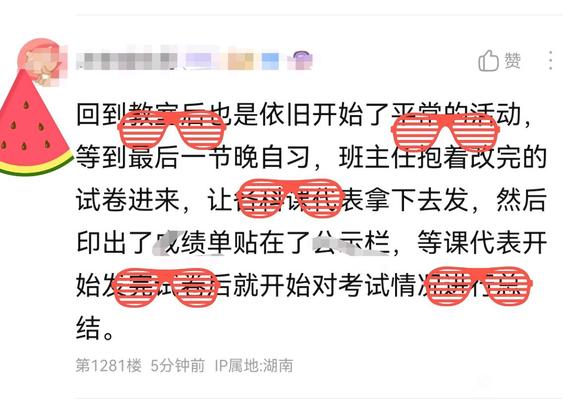 赞
回到教室后也是依旧开始了平常的活动，
等到最后一节晚自习，班主任抱着改完的
试卷进来，让各科课代表拿下去发，然后
印出了成绩单贴在了公示栏，等课代表开
始发完试卷后就开始对考试情况进行总
结。
第1281楼 5分钟前 IP属地:湖南